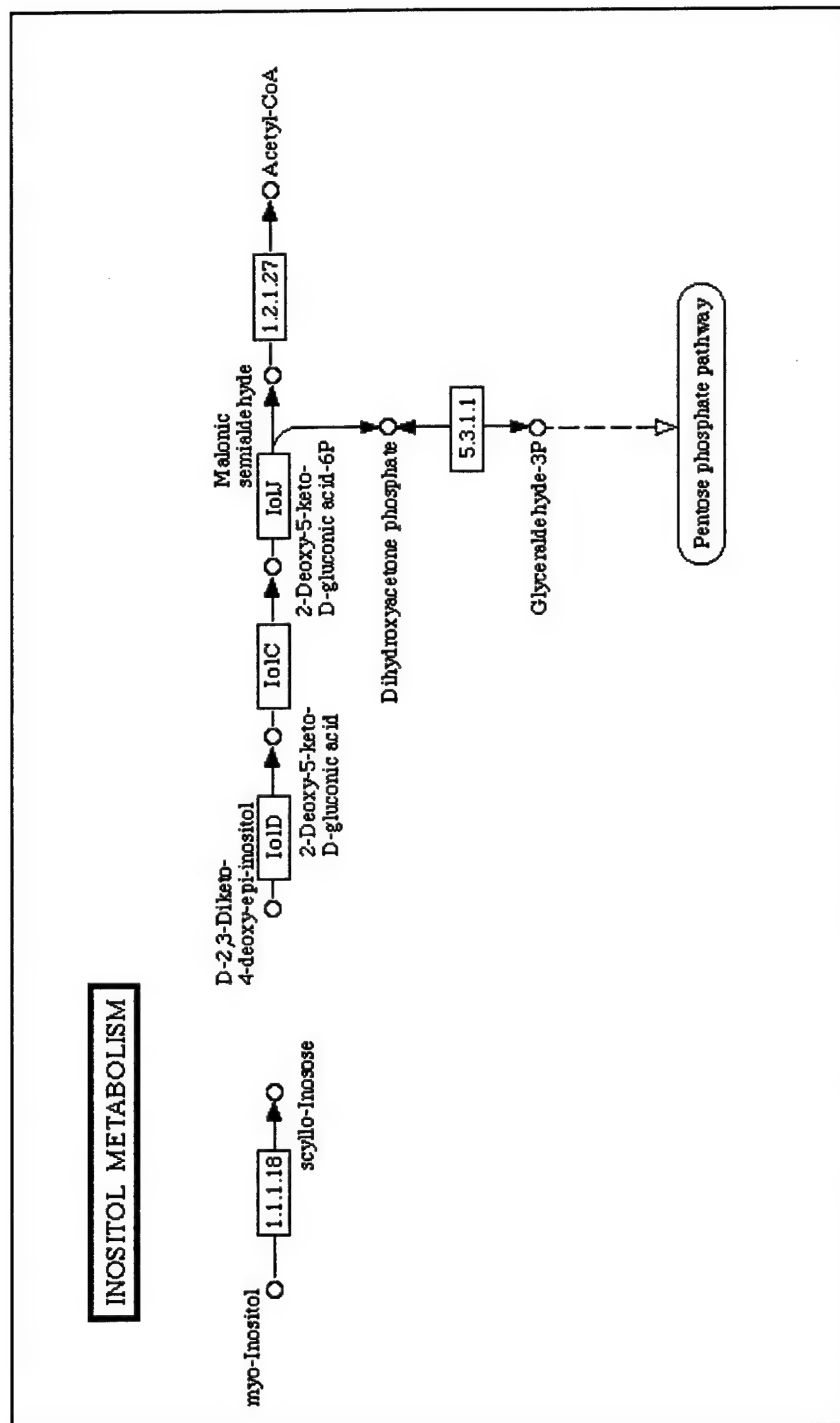 INOSITOL METABOLISM
myo-Inositol
1.1.1.18
scyllo-Inosose
D-2,3-Diketo-
4-deoxy-epi-inositol
IolD
2-Deoxy-5-keto-
D-gluconic acid
IolC
2-Deoxy-5-keto-
D-gluconic acid-6P
IolJ
Malonic
semialdehyde
1.2.1.27
Acetyl-CoA
Dihydroxyacetone phosphate
5.3.1.1
Glyceraldehyde-3P
Pentose phosphate pathway